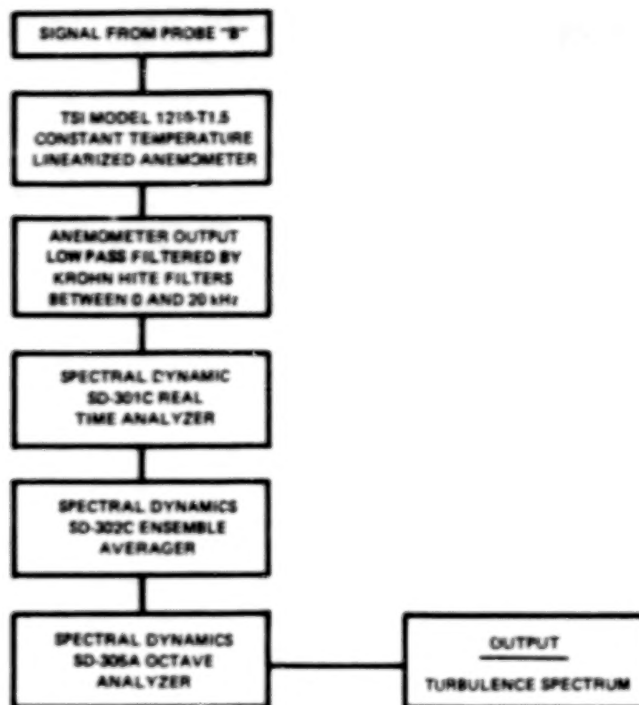 SIGNAL FROM PROBE "B"
TSI MODEL 1210-T1.5
CONSTANT TEMPERATURE
LINEARIZED ANEMOMETER
ANEMOMETER OUTPUT
LOW PASS FILTERED BY
KROHN HITE FILTERS
BETWEEN 0 AND 20 kHz
SPECTRAL DYNAMIC
SD-301C REAL
TIME ANALYZER
SPECTRAL DYNAMICS
SD-302C ENSEMBLE
AVERAGER
SPECTRAL DYNAMICS
SD-305A OCTAVE
ANALYZER
OUTPUT
TURBULENCE SPECTRUM